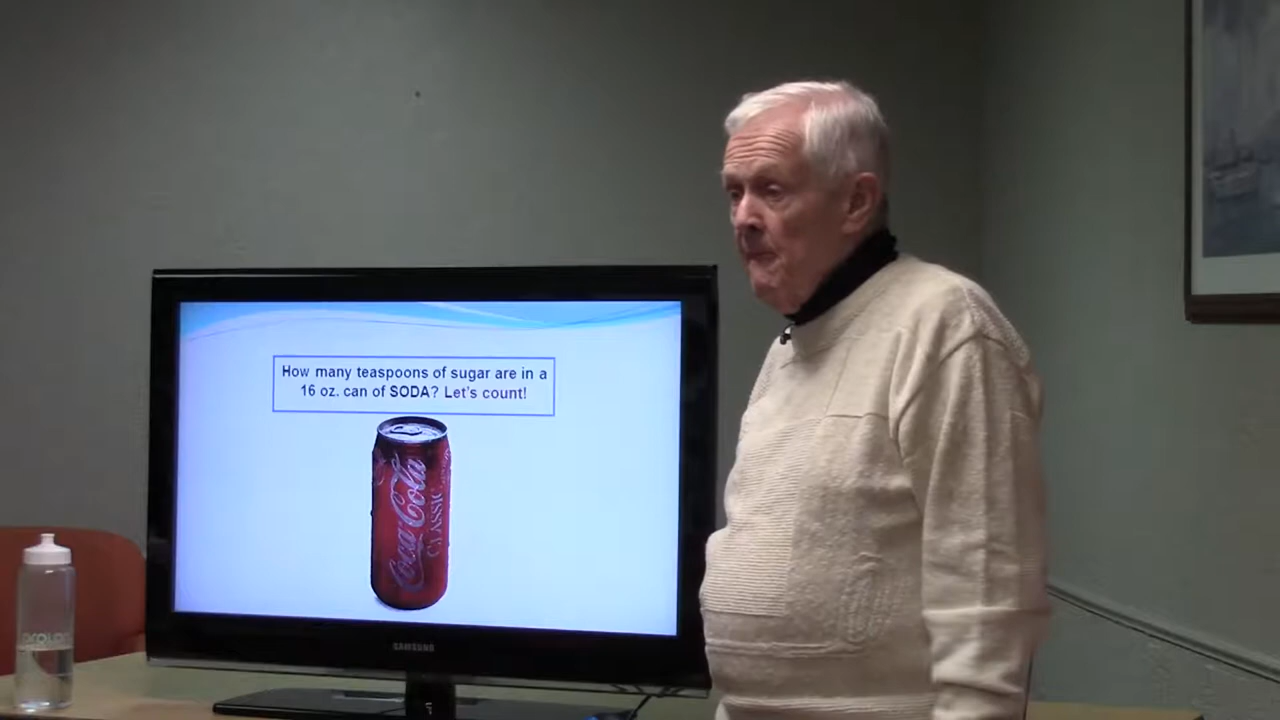 How many teaspoons of sugar are in a
16 oz. can of SODA? Let's count!
Coca-Cola
CLASSIC
SAMSUNG